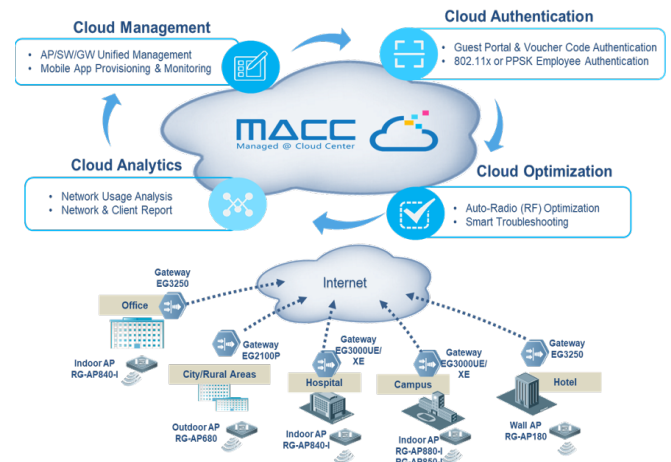 Cloud Management
• AP/SW/GW Unified Management
• Mobile App Provisioning & Monitoring
Cloud Authentication
• Guest Portal & Voucher Code Authentication
• 802.11x or PPSK Employee Authentication
MACC
Managed @ Cloud Center
Cloud Analytics
• Network Usage Analysis
• Network & Client Report
Cloud Optimization
• Auto-Radio (RF) Optimization
• Smart Troubleshooting
Internet
Gateway
EG3250
Office
Indoor AP
RG-AP840-I
Gateway
EG2100P
City/Rural Areas
Outdoor AP
RG-AP680
Gateway
EG3000UE/
XE
Hospital
Indoor AP
RG-AP840-I
Gateway
EG3000UE/
XE
Campus
Indoor AP
RG-AP880-I
RG-AP850-I
Gateway
EG3250
Hotel
Wall AP
RG-AP180